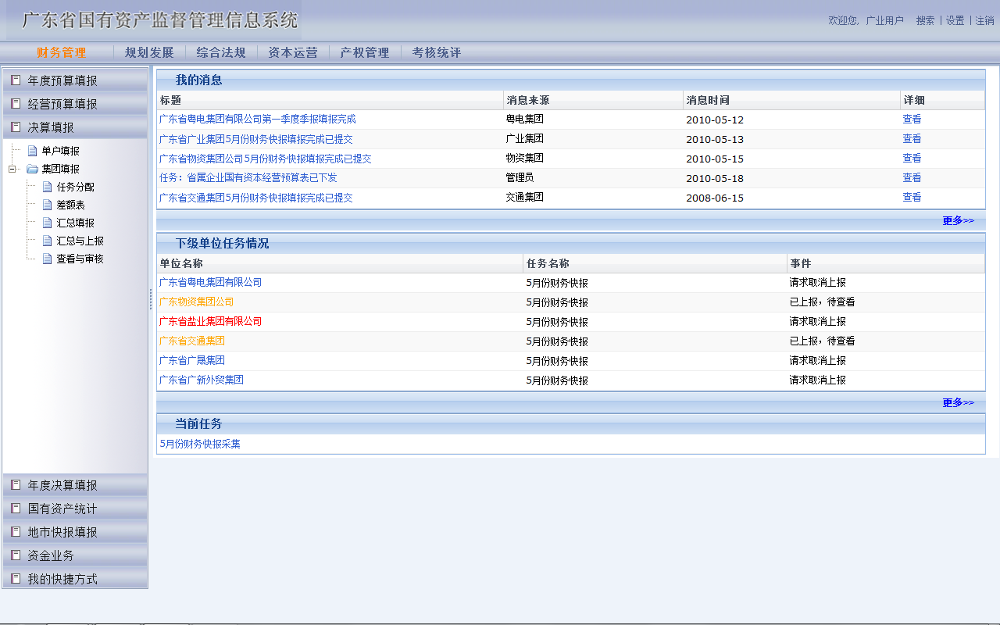 广东省国有资产监督管理信息系统
欢迎您, 广业用户 搜索 | 设置 | 注销
财务管理 规划发展 综合法规 资本运营 产权管理 考核统评
年度预算填报
经营预算填报
决算填报
单户填报
集团填报
任务分配
差额表
汇总填报
汇总与上报
查看与审核
年度决算填报
国有资产统计
地市快报填报
资金业务
我的快捷方式
我的消息
标题 消息来源 消息时间 详细
广东省粤电集团有限公司第一季度季报填报完成 粤电集团 2010-05-12 查看
广东省广业集团5月份财务快报填报完成已提交 广业集团 2010-05-13 查看
广东省物资集团公司5月份财务快报填报完成已提交 物资集团 2010-05-15 查看
任务：省属企业国有资本经营预算表已下发 管理员 2010-05-18 查看
广东省交通集团5月份财务快报填报完成已提交 交通集团 2008-06-15 查看
更多>>
下级单位任务情况
单位名称 任务名称 事件
广东省粤电集团有限公司 5月份财务快报 请求取消上报
广东物资集团公司 5月份财务快报 已上报，待查看
广东省盐业集团有限公司 5月份财务快报 请求取消上报
广东省交通集团 5月份财务快报 已上报，待查看
广东省广晟集团 5月份财务快报 请求取消上报
广东省广新外贸集团 5月份财务快报 请求取消上报
更多>>
当前任务
5月份财务快报采集